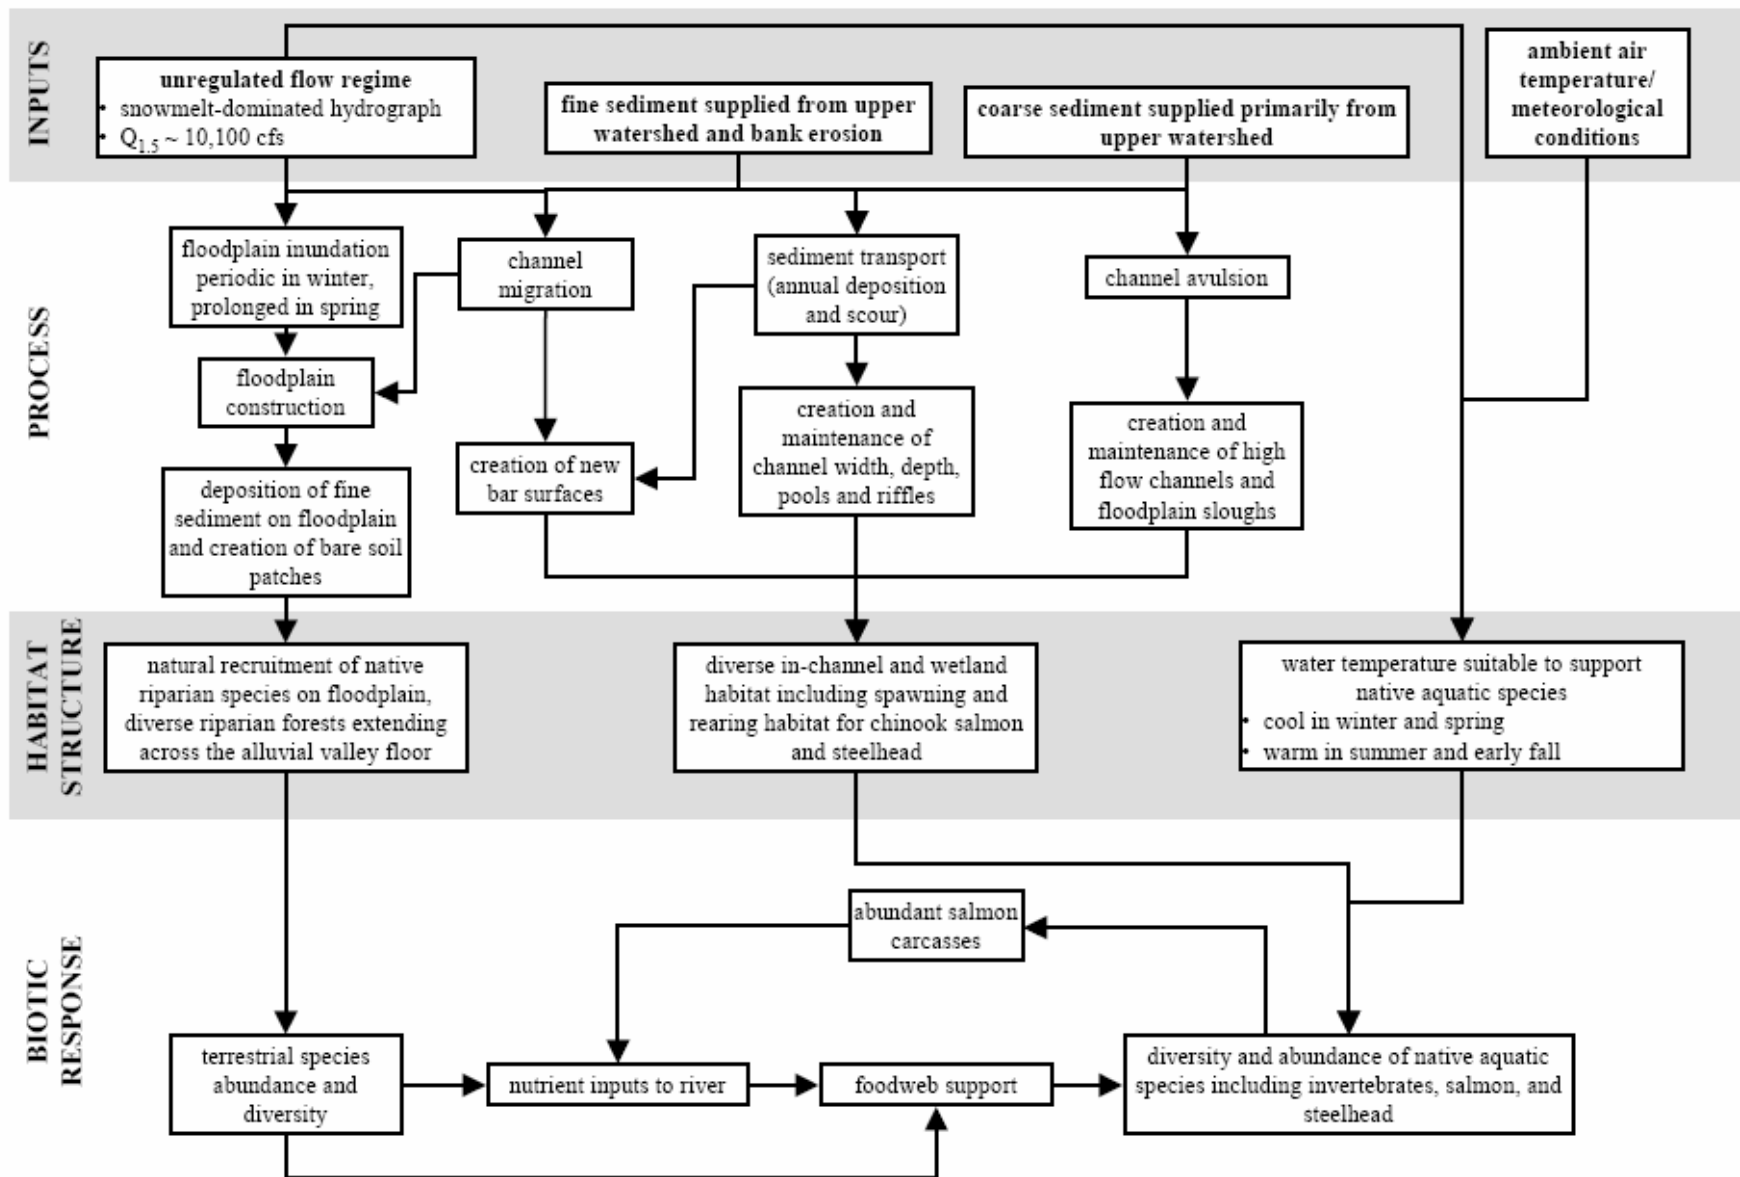 INPUTS
unregulated flow regime
• snowmelt-dominated hydrograph
• Q1.5 ~ 10,100 cfs
fine sediment supplied from upper
watershed and bank erosion
coarse sediment supplied primarily from
upper watershed
ambient air
temperature/
meteorological
conditions
PROCESS
floodplain inundation
periodic in winter,
prolonged in spring
channel
migration
sediment transport
(annual deposition
and scour)
channel avulsion
floodplain
construction
creation of new
bar surfaces
creation and
maintenance of
channel width, depth,
pools and riffles
creation and
maintenance of high
flow channels and
floodplain sloughs
deposition of fine
sediment on floodplain
and creation of bare soil
patches
HABITAT
STRUCTURE
natural recruitment of native
riparian species on floodplain,
diverse riparian forests extending
across the alluvial valley floor
diverse in-channel and wetland
habitat including spawning and
rearing habitat for chinook salmon
and steelhead
water temperature suitable to support
native aquatic species
• cool in winter and spring
• warm in summer and early fall
BIOTIC
RESPONSE
abundant salmon
carcasses
terrestrial species
abundance and
diversity
nutrient inputs to river
foodweb support
diversity and abundance of native aquatic
species including invertebrates, salmon, and
steelhead